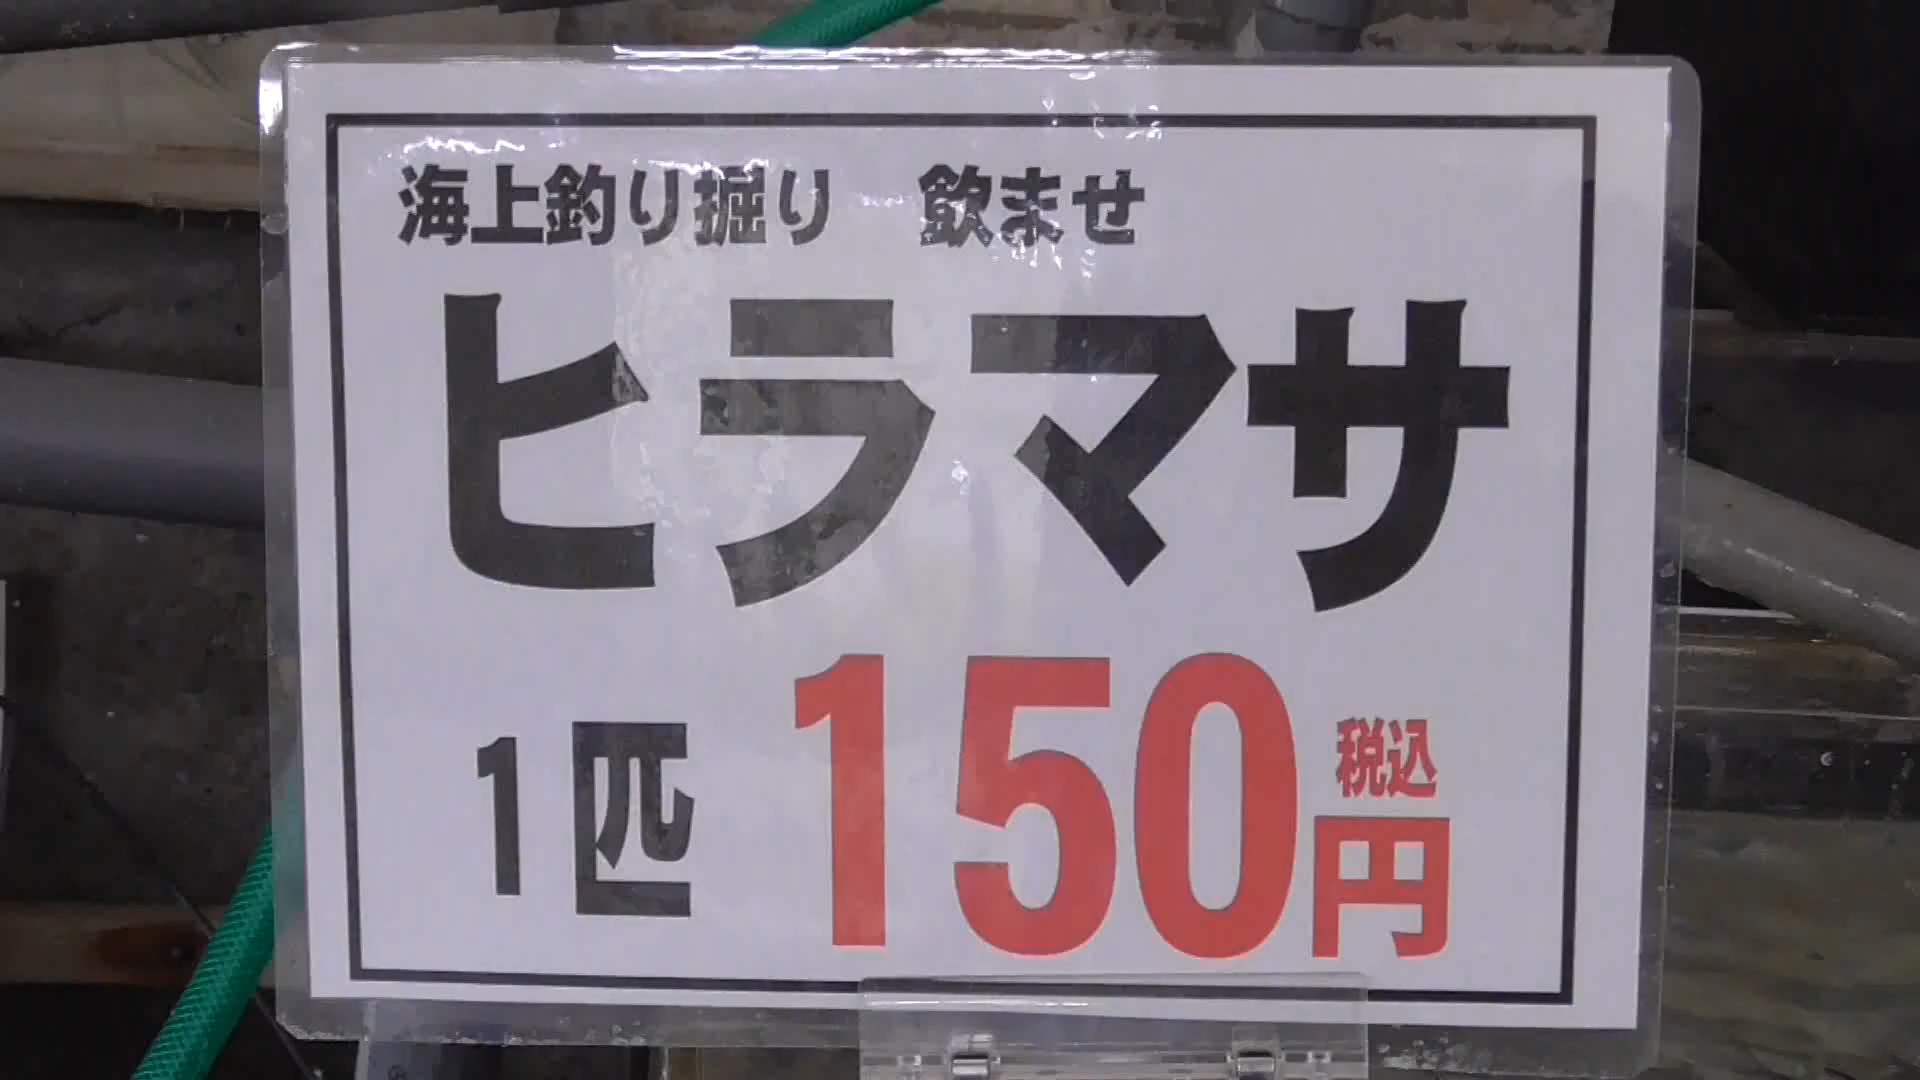 海上釣り掘り　飲ませ
ヒラマサ
1匹 150円 税込